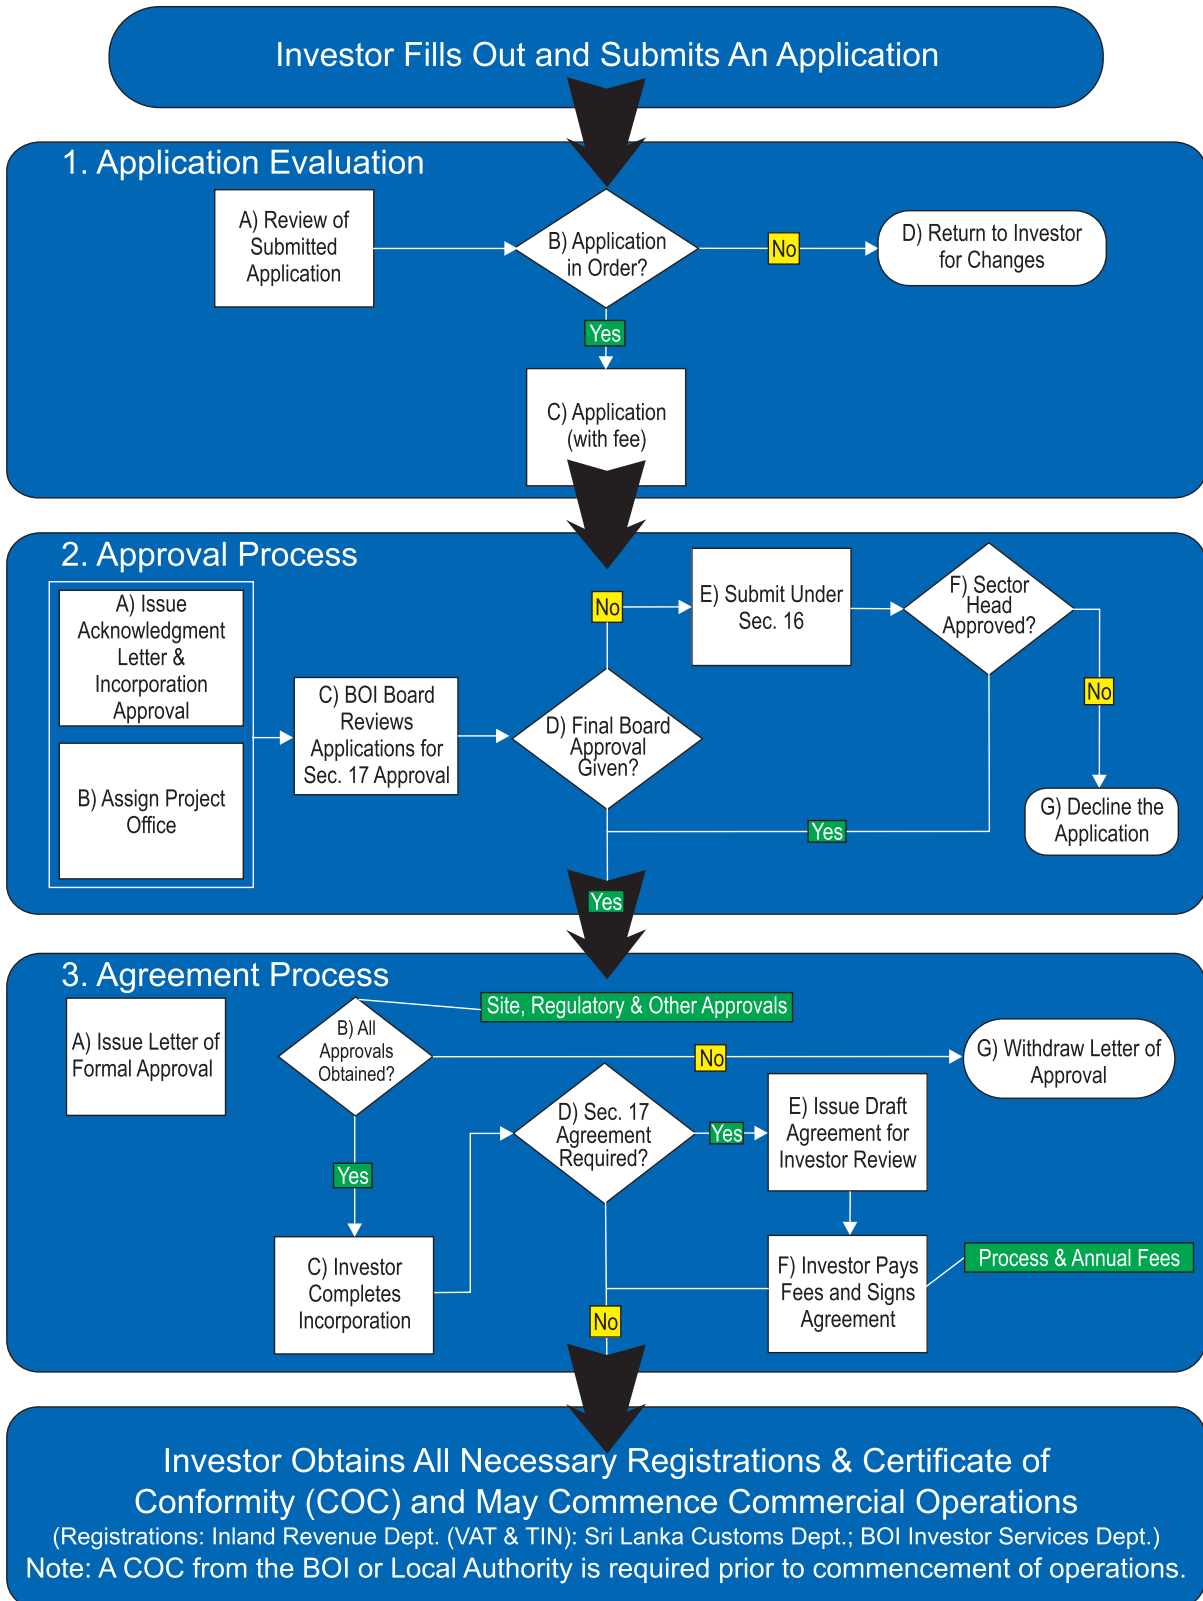 Investor Fills Out and Submits An Application
1. Application Evaluation
A) Review of
Submitted
Application
B) Application
in Order?
No
D) Return to Investor
for Changes
Yes
C) Application
(with fee)
2. Approval Process
A) Issue
Acknowledgment
Letter &
Incorporation
Approval
B) Assign Project
Office
C) BOI Board
Reviews
Applications for
Sec. 17 Approval
D) Final Board
Approval
Given?
No
E) Submit Under
Sec. 16
F) Sector
Head
Approved?
No
G) Decline the
Application
Yes
Yes
3. Agreement Process
A) Issue Letter of
Formal Approval
B) All
Approvals
Obtained?
Site, Regulatory & Other Approvals
No
G) Withdraw Letter of
Approval
Yes
C) Investor
Completes
Incorporation
D) Sec. 17
Agreement
Required?
Yes
E) Issue Draft
Agreement for
Investor Review
F) Investor Pays
Fees and Signs
Agreement
Process & Annual Fees
No
Investor Obtains All Necessary Registrations & Certificate of
Conformity (COC) and May Commence Commercial Operations
(Registrations: Inland Revenue Dept. (VAT & TIN): Sri Lanka Customs Dept.; BOI Investor Services Dept.)
Note: A COC from the BOI or Local Authority is required prior to commencement of operations.